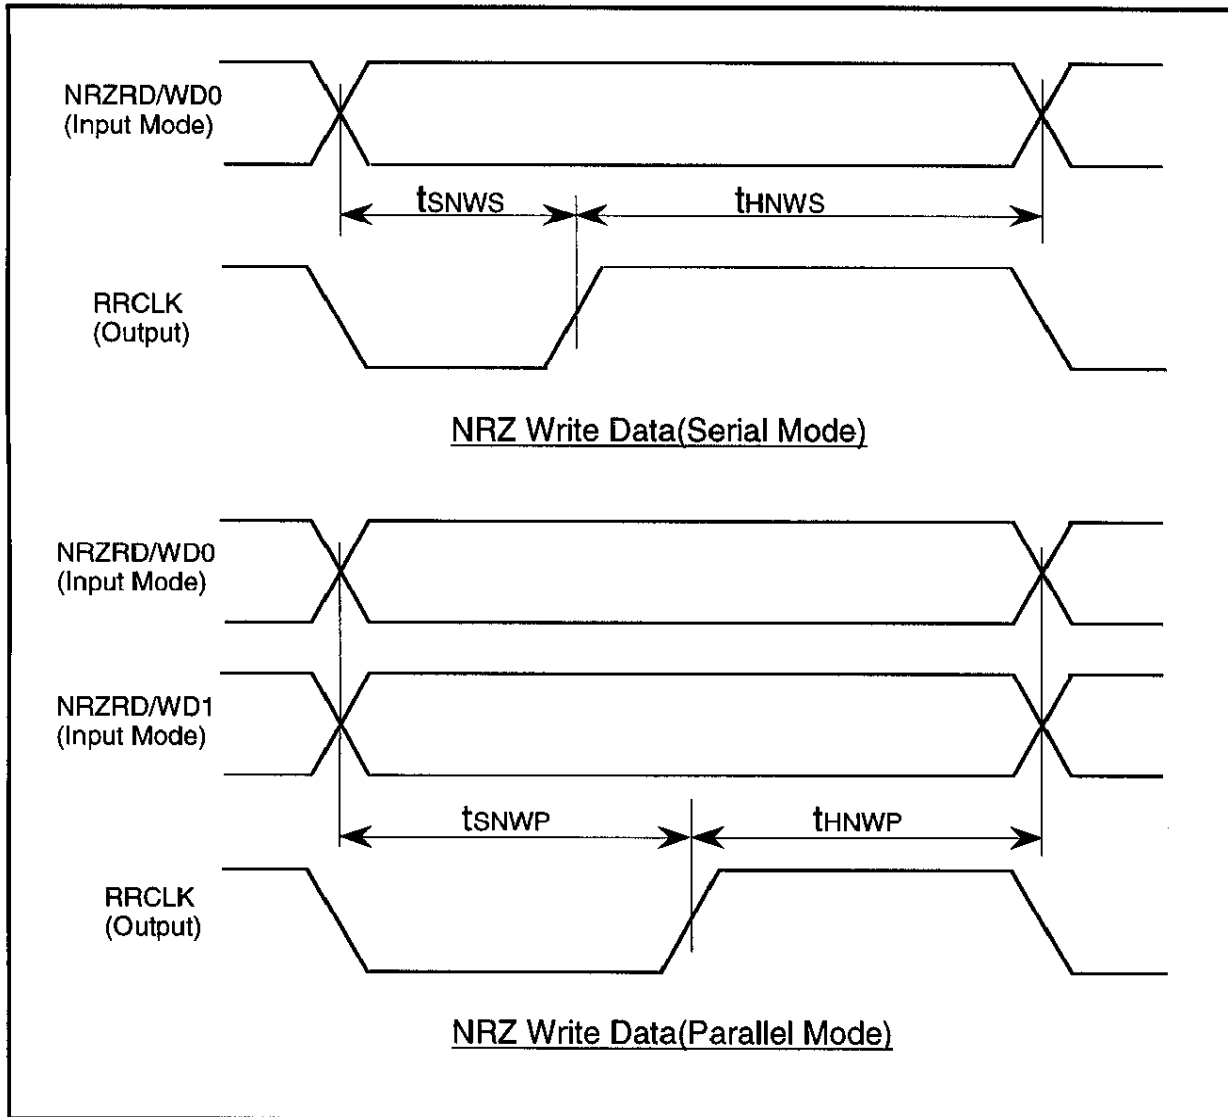 NRZRD/WD0
(Input Mode)
tSNWS
tHNWS
RRCLK
(Output)
NRZ Write Data(Serial Mode)
NRZRD/WD0
(Input Mode)
NRZRD/WD1
(Input Mode)
tSNWP
tHNWP
RRCLK
(Output)
NRZ Write Data(Parallel Mode)